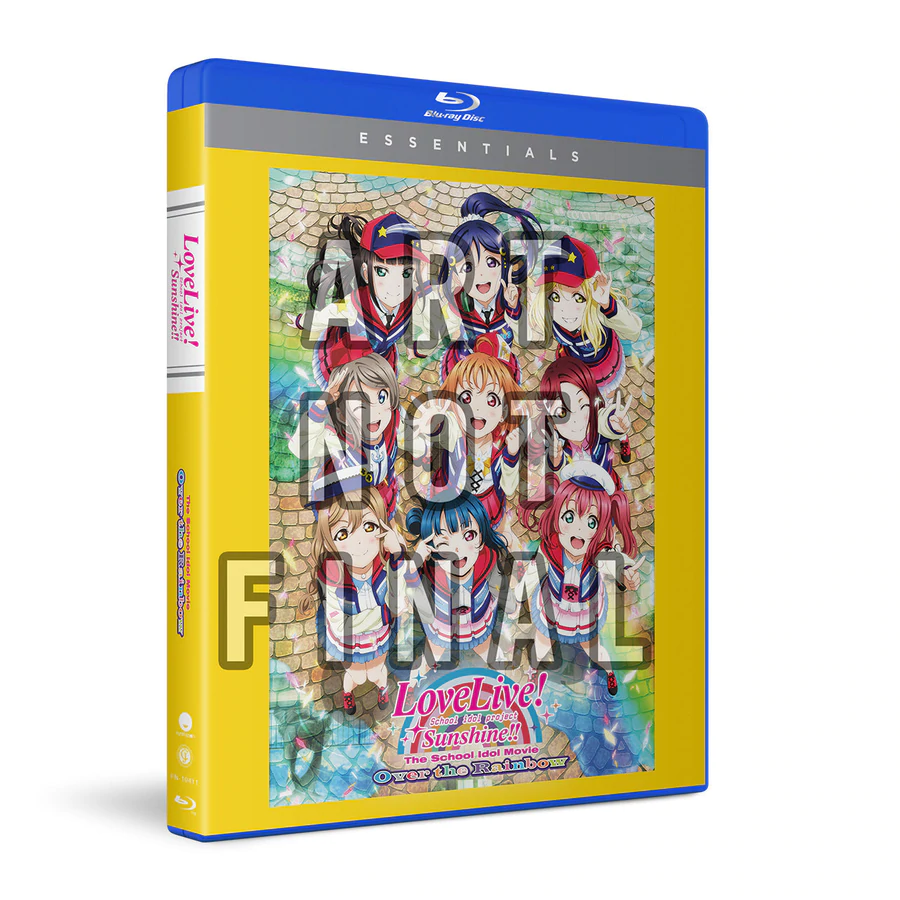 Blu-ray Disc
ESSENTIALS
ART
NOT
FINAL
LoveLive!
School idol project
Sunshine!!
The School Idol Movie
Over the Rainbow
LoveLive!
Sunshine!!
The School Idol Movie
Over the Rainbow